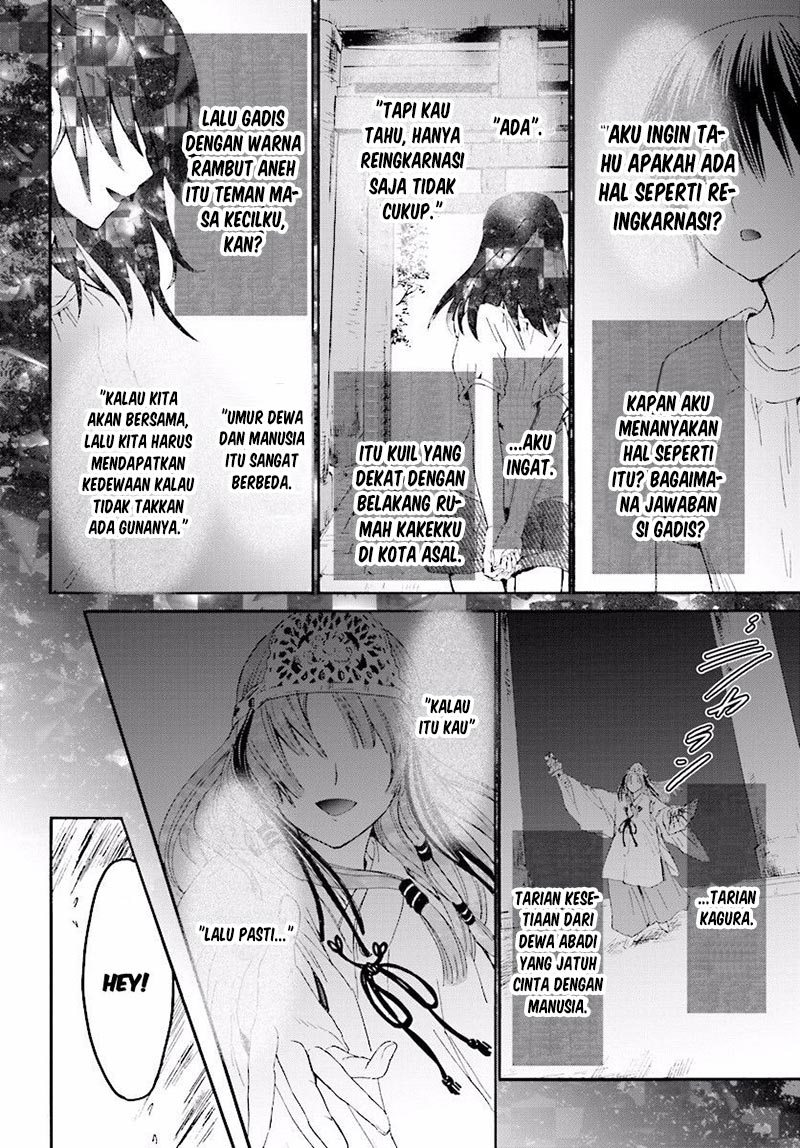 "AKU INGIN TA-
HU APAKAH ADA
HAL SEPERTI RE-
INGKARNASI?
KAPAN AKU
MENANYAKAN
HAL SEPERTI
ITU? BAGAIMA-
NA JAWABAN
SI GADIS?
"ADA".
"TAPI KAU
TAHU, HANYA
REINGKARNASI
SAJA TIDAK
CUKUP."
...AKU
INGAT.
ITU KUIL YANG
DEKAT DENGAN
BELAKANG RU-
MAH KAKEKKU
DI KOTA ASAL.
LALU GADIS
DENGAN WARNA
RAMBUT ANEH
ITU TEMAN MA-
SA KECILKU,
KAN?
"UMUR DEWA
DAN MANUSIA
ITU SANGAT
BERBEDA.
"KALAU KITA
AKAN BERSAMA,
LALU KITA HARUS
MENDAPATKAN
KEDEWAAN KALAU
TIDAK TAKKAN
ADA GUNANYA."
...TARIAN
KAGURA.
TARIAN KESE-
TIAAN DARI
DEWA ABADI
YANG JATUH
CINTA DENGAN
MANUSIA.
"KALAU
ITU KAU"
"LALU PASTI..."
HEY!